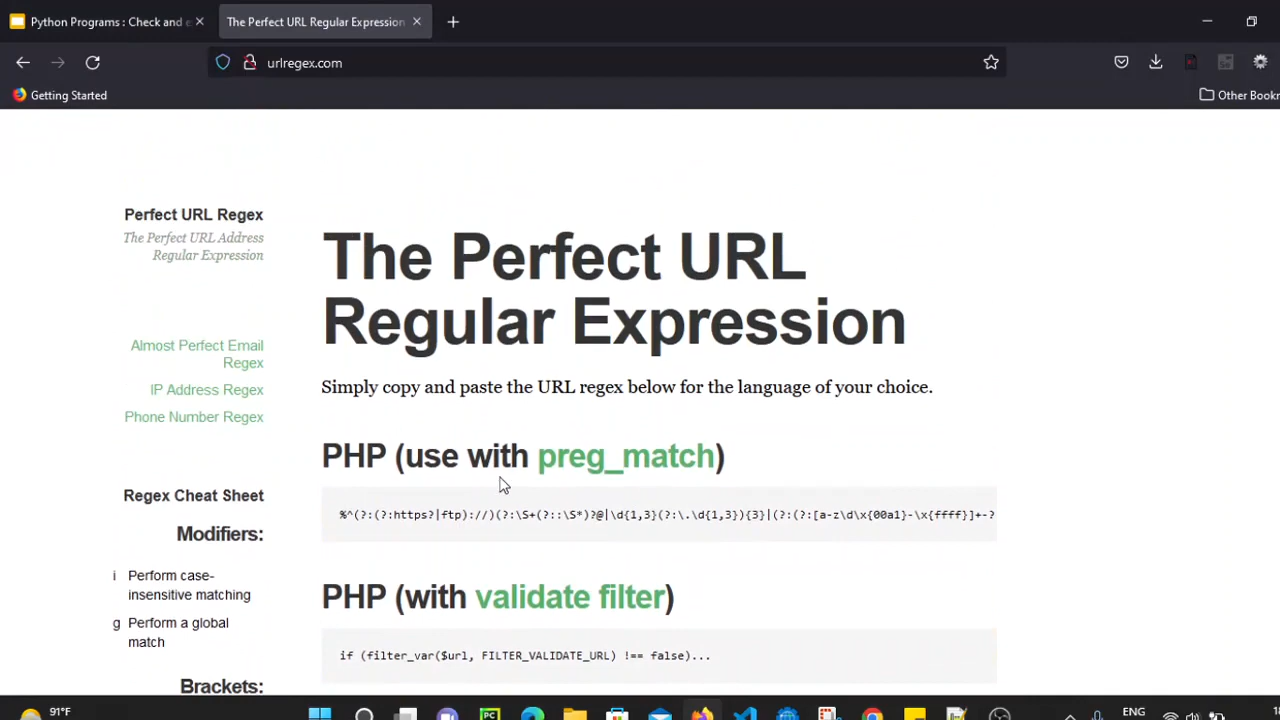 Python Programs : Check and e
The Perfect URL Regular Expression
urlregex.com
Getting Started
Other Bookr
Perfect URL Regex
The Perfect URL Address
Regular Expression
Almost Perfect Email
Regex
IP Address Regex
Phone Number Regex
Regex Cheat Sheet
Modifiers:
i Perform case-
insensitive matching
g Perform a global
match
Brackets:
The Perfect URL
Regular Expression
Simply copy and paste the URL regex below for the language of your choice.
PHP (use with preg_match)
%^(?:(?:https?|ftp)://)(?:\S+(?::\S*)?@|\d{1,3}(?:\.\d{1,3}){3}|(?:(?:[a-z\d\x{00a1}-\x{ffff}]+-?
PHP (with validate filter)
if (filter_var($url, FILTER_VALIDATE_URL) !== false)...
91°F
PC
ENG